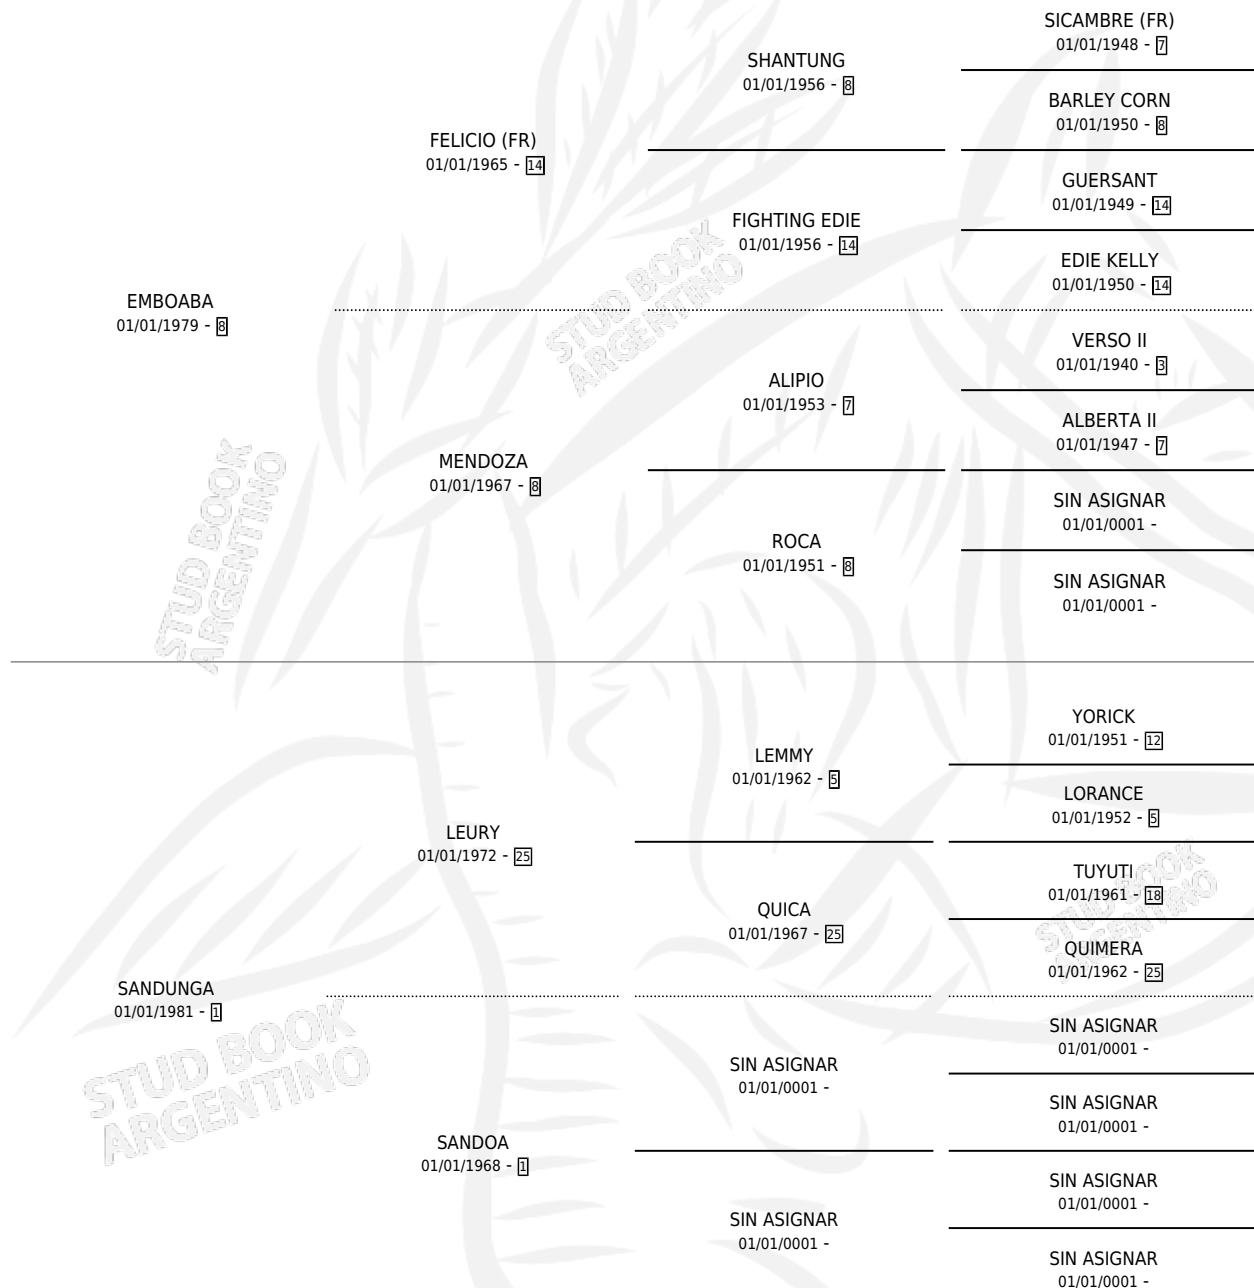 EMBOABA
01/01/1979 - 8
FELICIO (FR)
01/01/1965 - 14
SHANTUNG
01/01/1956 - 8
SICAMBRE (FR)
01/01/1948 - 7
BARLEY CORN
01/01/1950 - 8
FIGHTING EDIE
01/01/1956 - 14
GUERSANT
01/01/1949 - 14
EDIE KELLY
01/01/1950 - 14
MENDOZA
01/01/1967 - 8
ALIPIO
01/01/1953 - 7
VERSO II
01/01/1940 - 3
ALBERTA II
01/01/1947 - 7
ROCA
01/01/1951 - 8
SIN ASIGNAR
01/01/0001 -
SIN ASIGNAR
01/01/0001 -
SANDUNGA
01/01/1981 - 1
LEURY
01/01/1972 - 25
LEMMY
01/01/1962 - 5
YORICK
01/01/1951 - 12
LORANCE
01/01/1952 - 5
QUICA
01/01/1967 - 25
TUYUTI
01/01/1961 - 18
QUIMERA
01/01/1962 - 25
SANDOA
01/01/1968 - 1
SIN ASIGNAR
01/01/0001 -
SIN ASIGNAR
01/01/0001 -
SIN ASIGNAR
01/01/0001 -
SIN ASIGNAR
01/01/0001 -
SIN ASIGNAR
01/01/0001 -
SIN ASIGNAR
01/01/0001 -
STUD BOOK
ARGENTINO
STUD BOOK
ARGENTINO
STUD BOOK
ARGENTINO
STUD BOOK
ARGENTINO